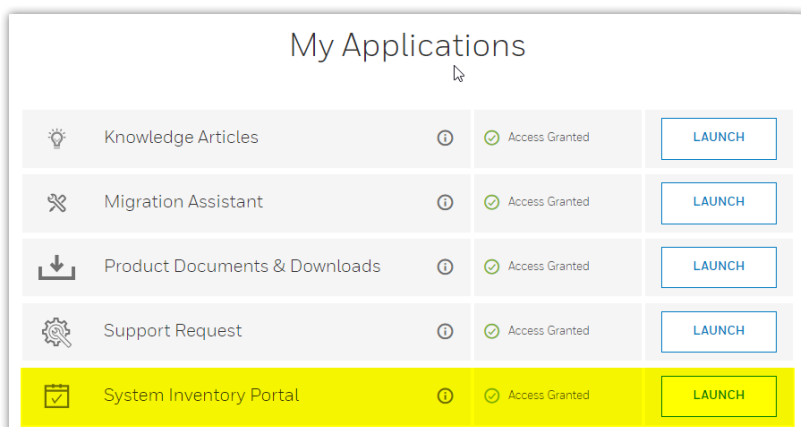 My Applications
Knowledge Articles Access Granted LAUNCH
Migration Assistant Access Granted LAUNCH
Product Documents & Downloads Access Granted LAUNCH
Support Request Access Granted LAUNCH
System Inventory Portal Access Granted LAUNCH